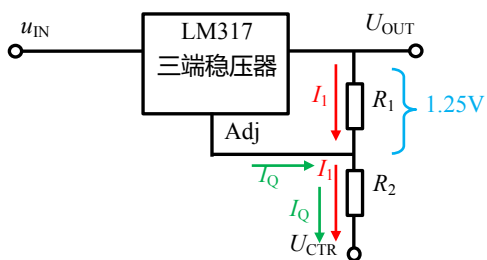 u_IN
LM317
三端稳压器
U_OUT
I_1
R_1
1.25V
Adj
I_Q
I_1
R_2
I_Q
U_CTR